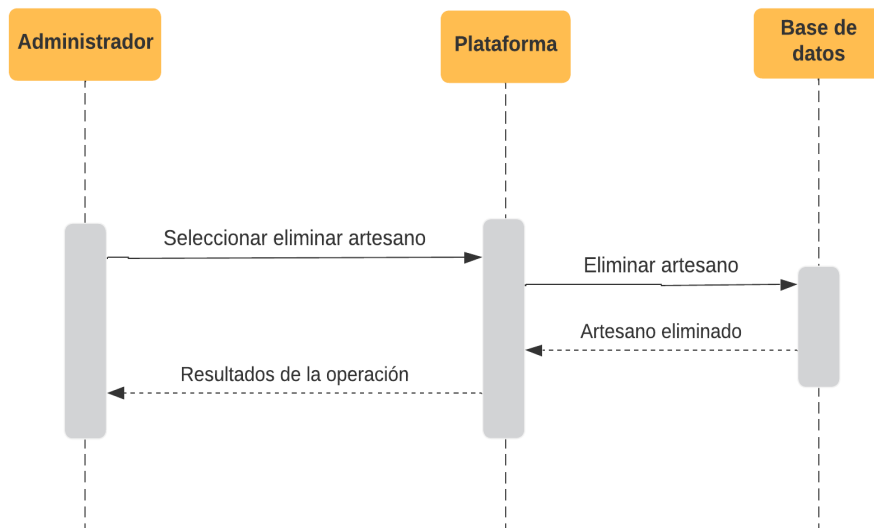 Administrador
Plataforma
Base de
datos
Seleccionar eliminar artesano
Eliminar artesano
Artesano eliminado
Resultados de la operación